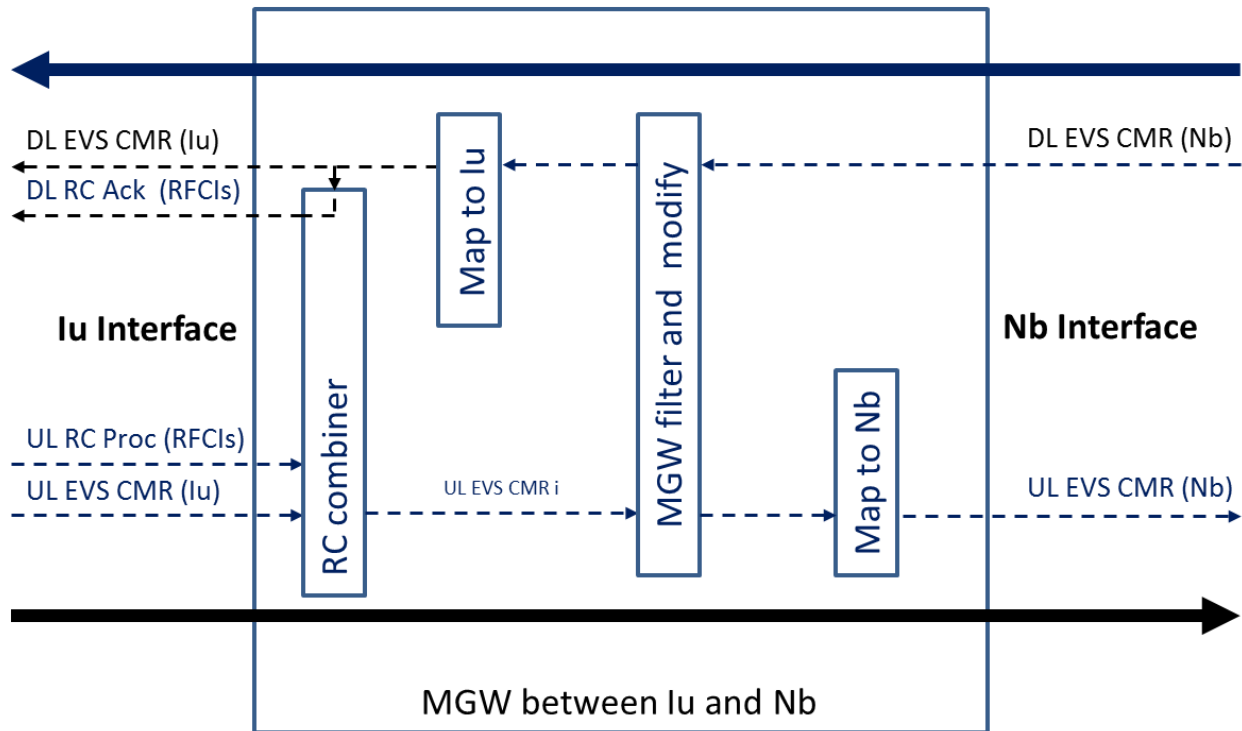 DL EVS CMR (Iu)
DL EVS CMR (Nb)
DL RC Ack  (RFCIs)
Map to Iu
MGW filter and  modify
Iu Interface
Nb Interface
RC combiner
Map to Nb
UL RC Proc (RFCIs)
UL EVS CMR (Iu)
UL EVS CMR i
UL EVS CMR (Nb)
MGW between Iu and Nb